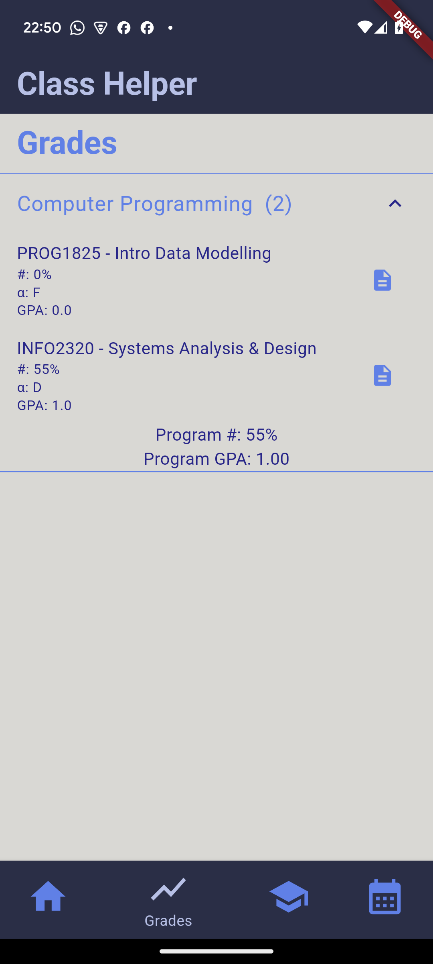 22:50
DEBUG
Class Helper
Grades
Computer Programming (2)
PROG1825 - Intro Data Modelling
#: 0%
α: F
GPA: 0.0
INFO2320 - Systems Analysis & Design
#: 55%
α: D
GPA: 1.0
Program #: 55%
Program GPA: 1.00
Grades